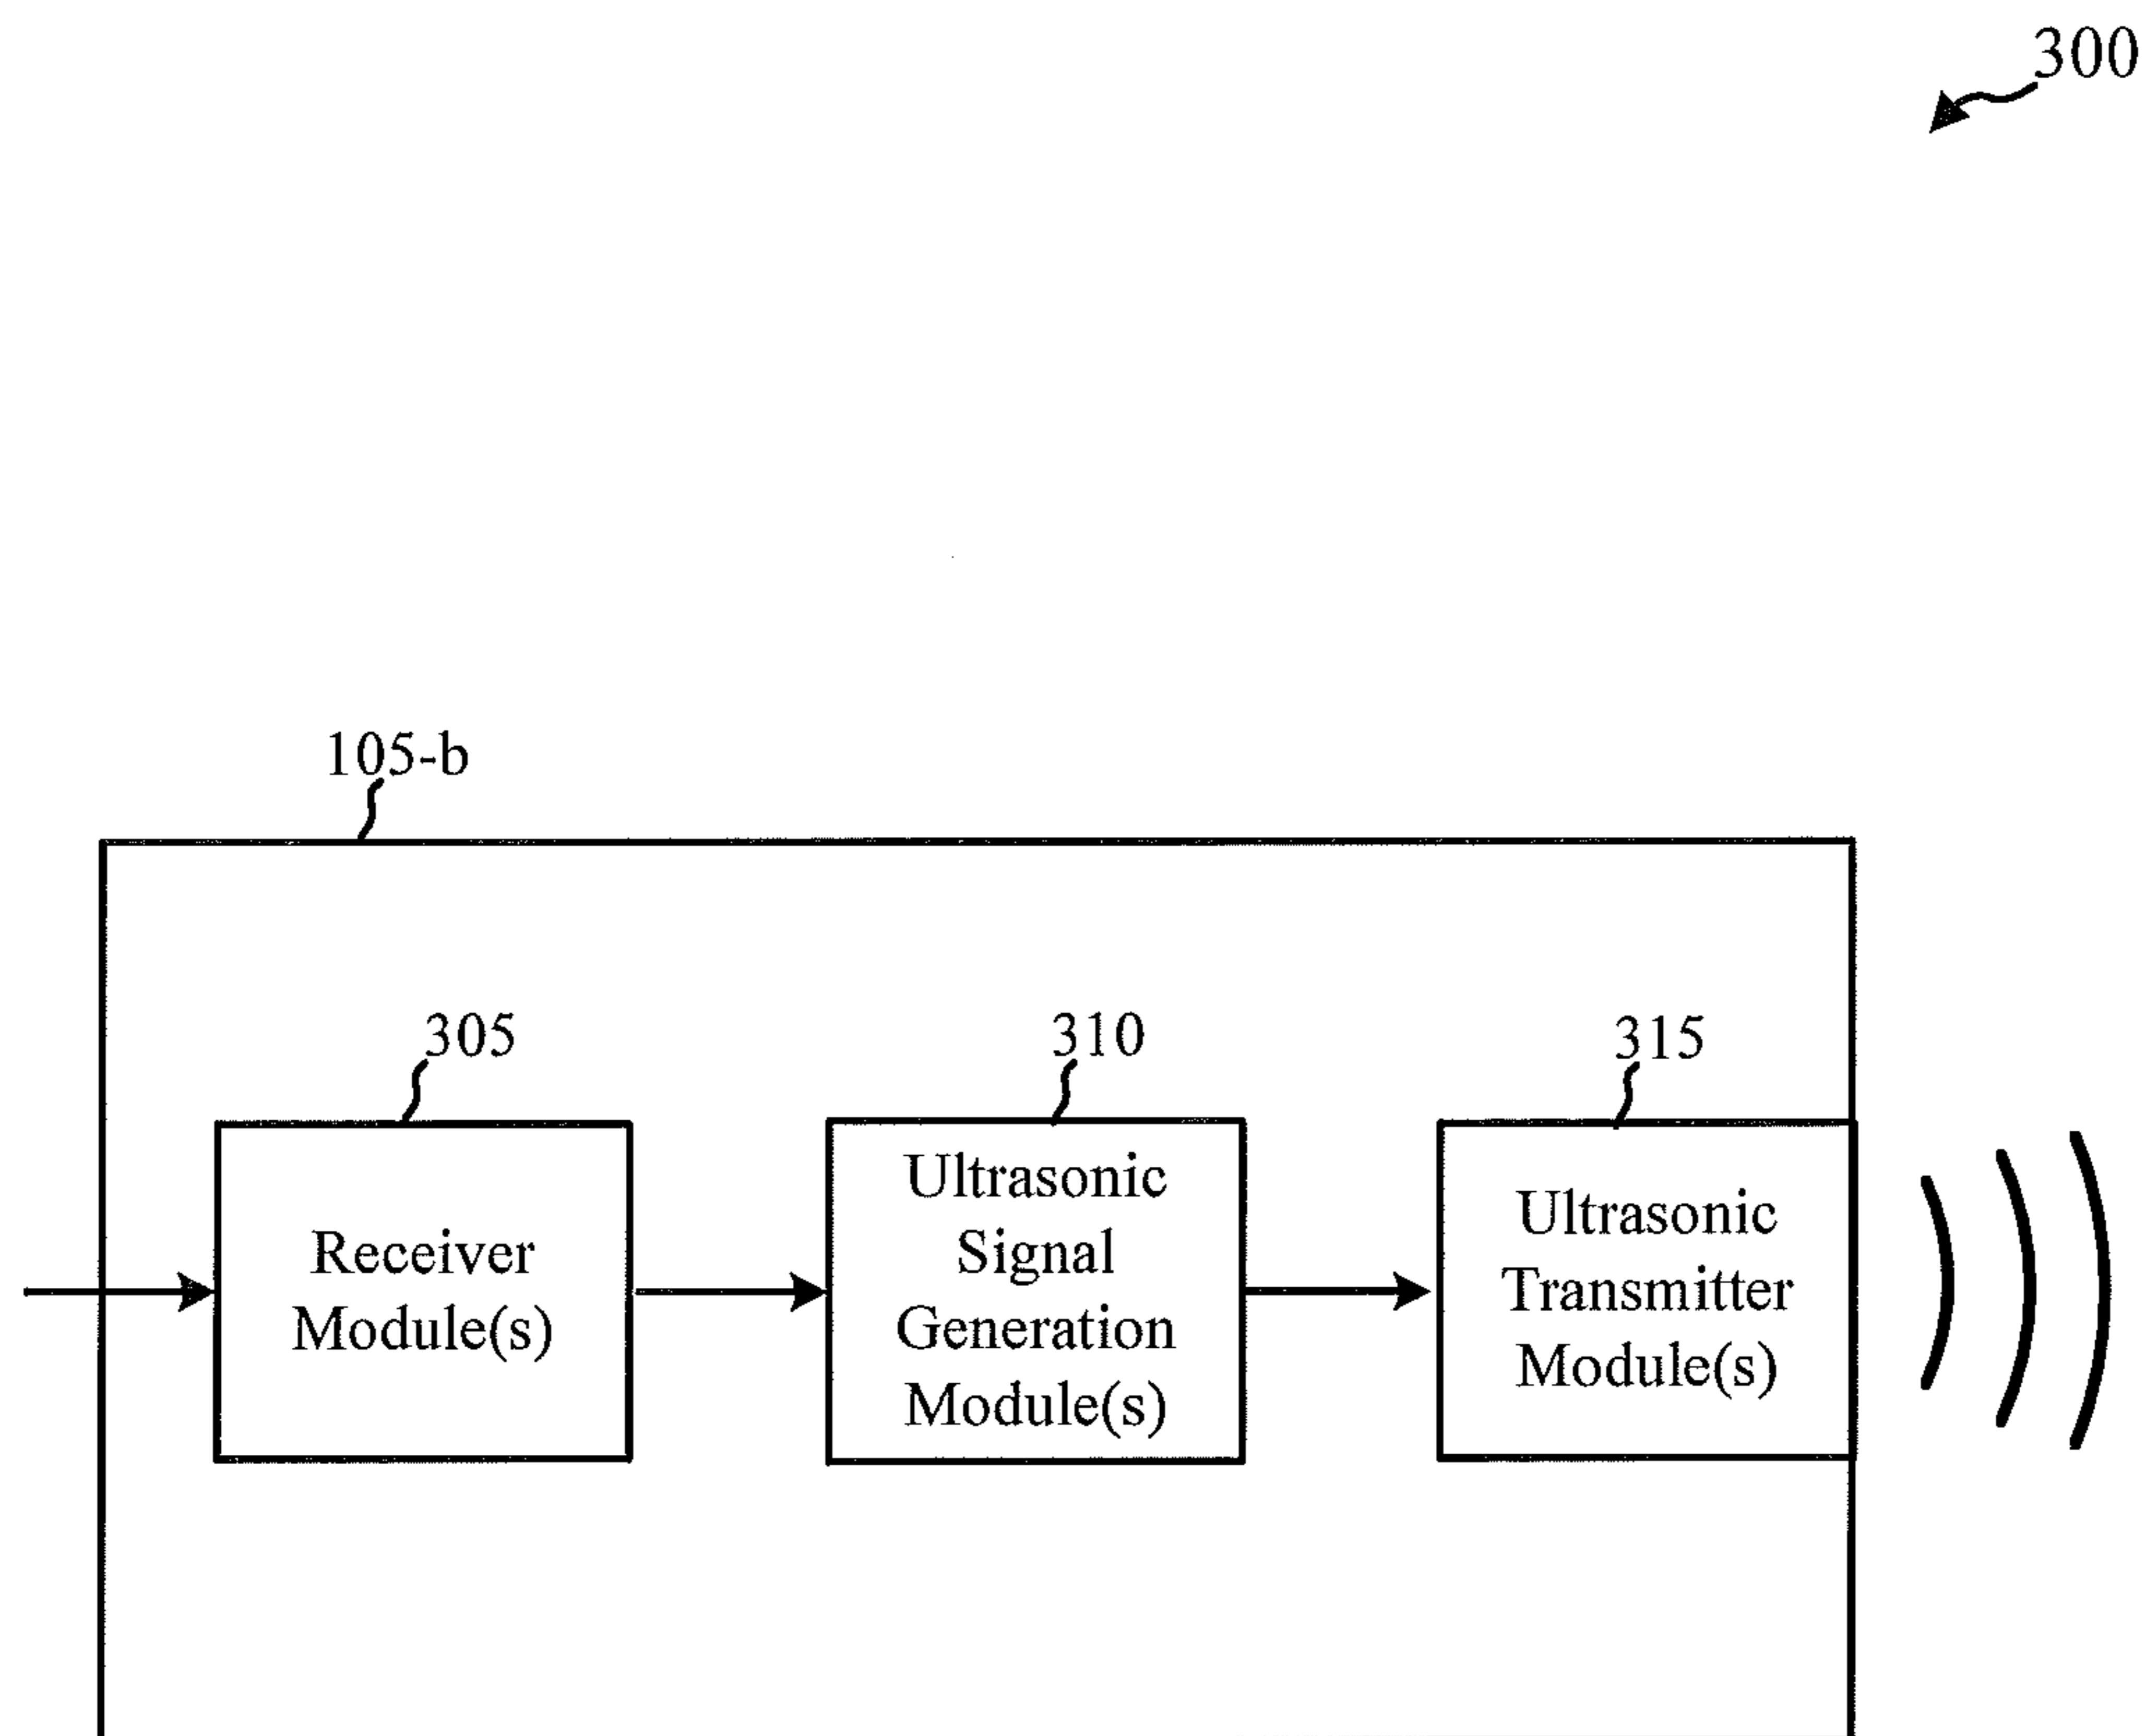 300
105-b
305
310
315
Receiver
Module(s)
Ultrasonic
Signal
Generation
Module(s)
Ultrasonic
Transmitter
Module(s)